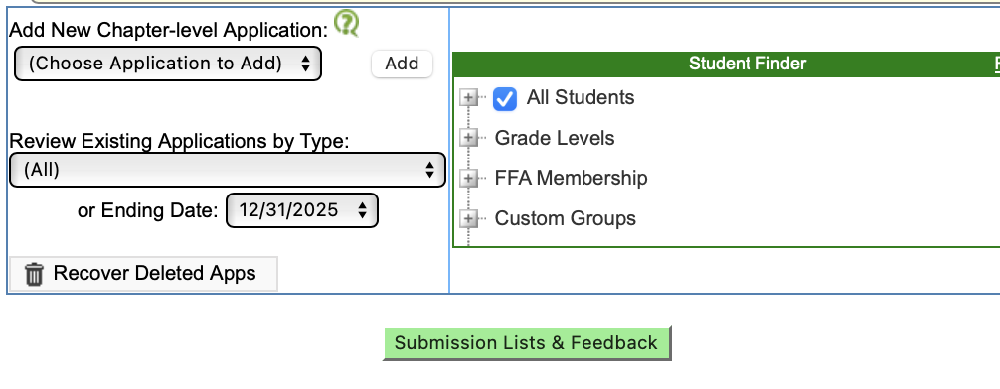 Add New Chapter-level Application:
(Choose Application to Add)
Add
Review Existing Applications by Type:
(All)
or Ending Date:
12/31/2025
Recover Deleted Apps
Student Finder
All Students
Grade Levels
FFA Membership
Custom Groups
Submission Lists & Feedback